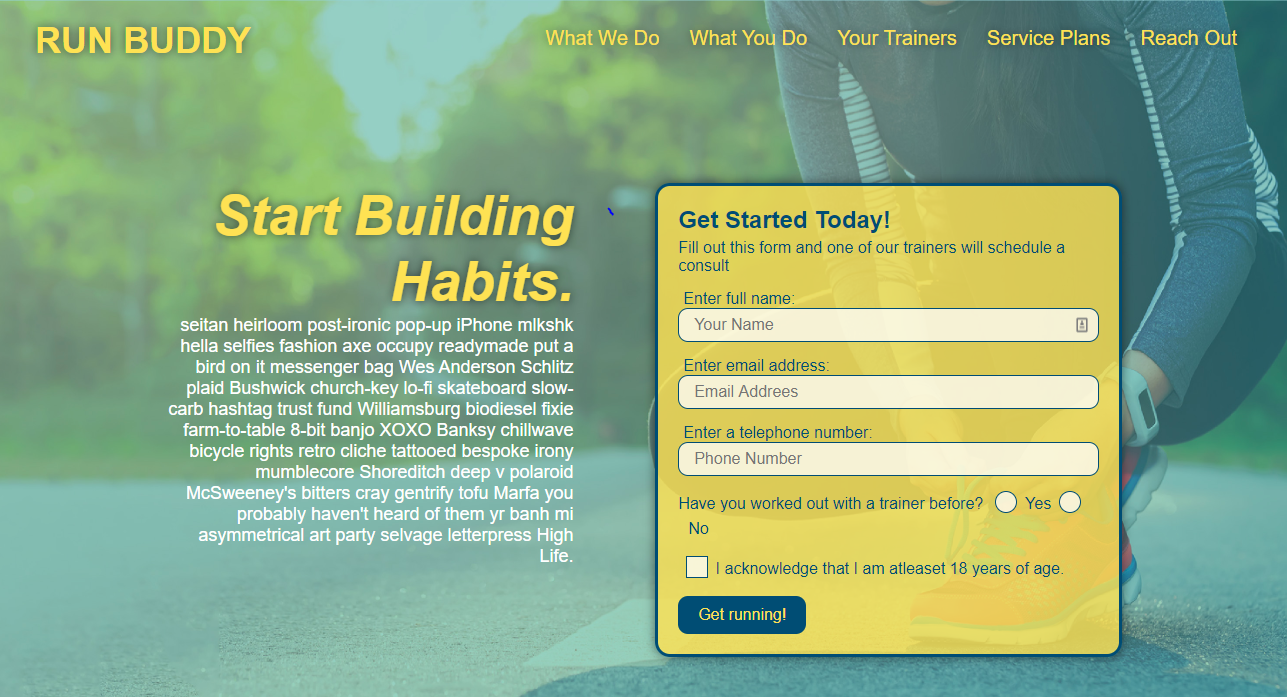 RUN BUDDY
What We Do What You Do Your Trainers Service Plans Reach Out
Start Building
Habits.
seitan heirloom post-ironic pop-up iPhone mlkshk
hella selfies fashion axe occupy readymade put a
bird on it messenger bag Wes Anderson Schlitz
plaid Bushwick church-key lo-fi skateboard slow-
carb hashtag trust fund Williamsburg biodiesel fixie
farm-to-table 8-bit banjo XOXO Banksy chillwave
bicycle rights retro cliche tattooed bespoke irony
mumblecore Shoreditch deep v polaroid
McSweeney's bitters cray gentrify tofu Marfa you
probably haven't heard of them yr banh mi
asymmetrical art party selvage letterpress High
Life.
Get Started Today!
Fill out this form and one of our trainers will schedule a
consult
Enter full name:
Your Name
Enter email address:
Email Addrees
Enter a telephone number:
Phone Number
Have you worked out with a trainer before? Yes
No
I acknowledge that I am atleaset 18 years of age.
Get running!